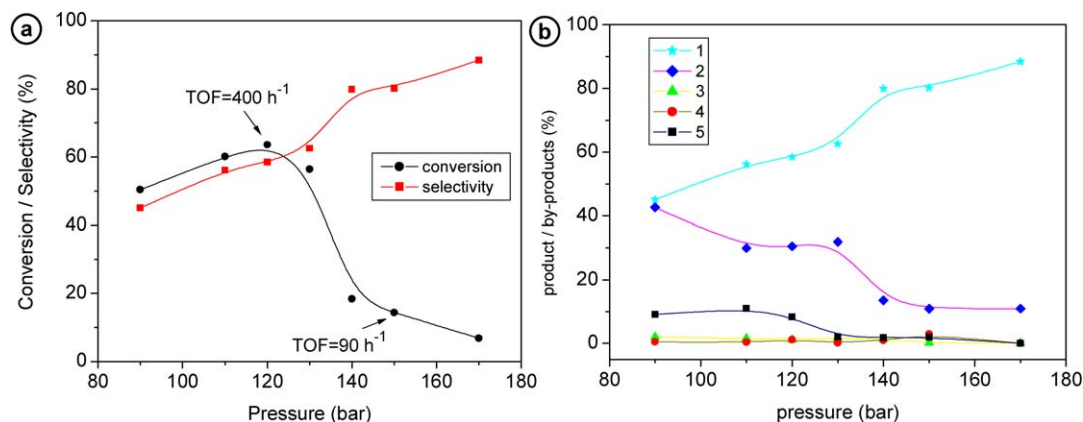 a
Conversion / Selectivity (%)
100
80
60
40
20
0
80
100
120
140
160
180
Pressure (bar)
TOF=400 h⁻¹
TOF=90 h⁻¹
conversion
selectivity
b
product / by-products (%)
100
80
60
40
20
0
80
100
120
140
160
180
pressure (bar)
1
2
3
4
5